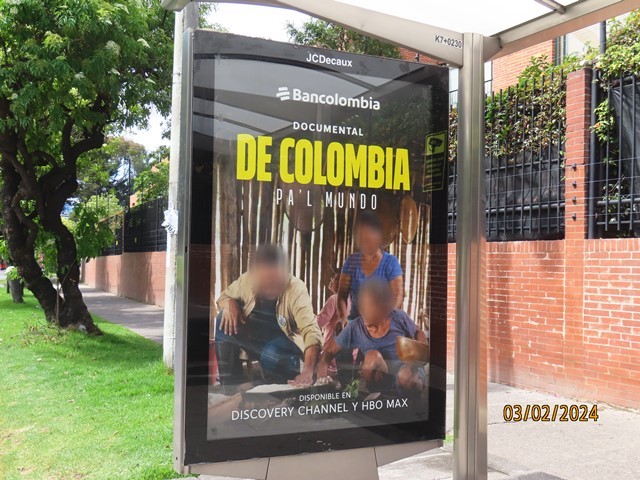 K7+0230
JCDecaux
Bancolombia
DOCUMENTAL
DE COLOMBIA
PA'L MUNDO
DISPONIBLE EN
DISCOVERY CHANNEL Y HBO MAX
03/02/2024